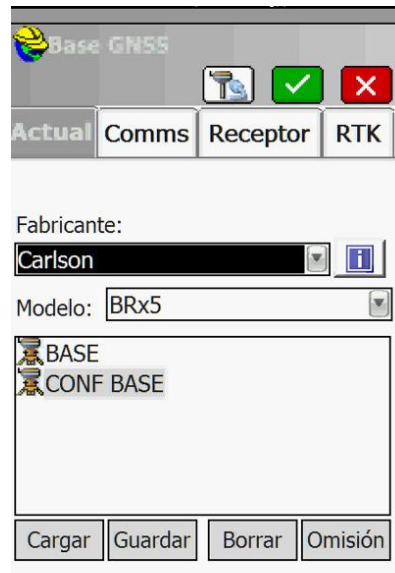 Base GNSS
Actual Comms Receptor RTK
Fabricante:
Carlson
Modelo: BRx5
BASE
CONF BASE
Cargar Guardar Borrar Omisión